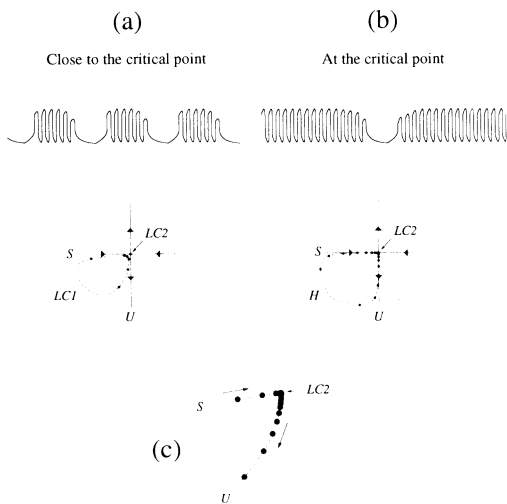 (a)
(b)
Close to the critical point
At the critical point
LC2
S
LC1
U
LC2
S
H
U
S
LC2
(c)
U